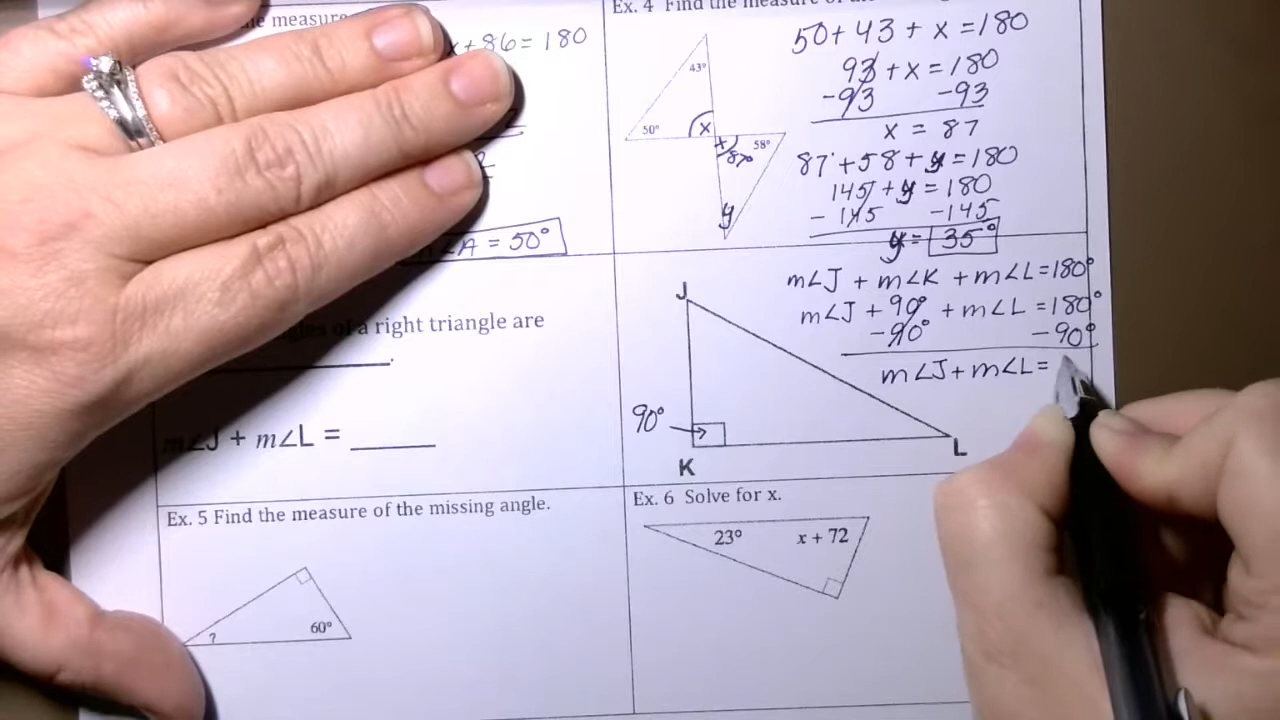 measure
x + 86 = 180
m∠A = 50°
Ex. 4 Find the measure
43°
50°
x
x
87°
58°
y
50 + 43 + x = 180
93 + x = 180
-93 -93
x = 87
87 + 58 + y = 180
145 + y = 180
- 145 -145
y = 35°
of a right triangle are
.
m∠J + m∠L = ______
J
90°
K
L
m∠J + m∠K + m∠L = 180°
m∠J + 90° + m∠L = 180°
-90° -90°
m∠J + m∠L =
Ex. 5 Find the measure of the missing angle.
?
60°
Ex. 6 Solve for x.
23°
x + 72